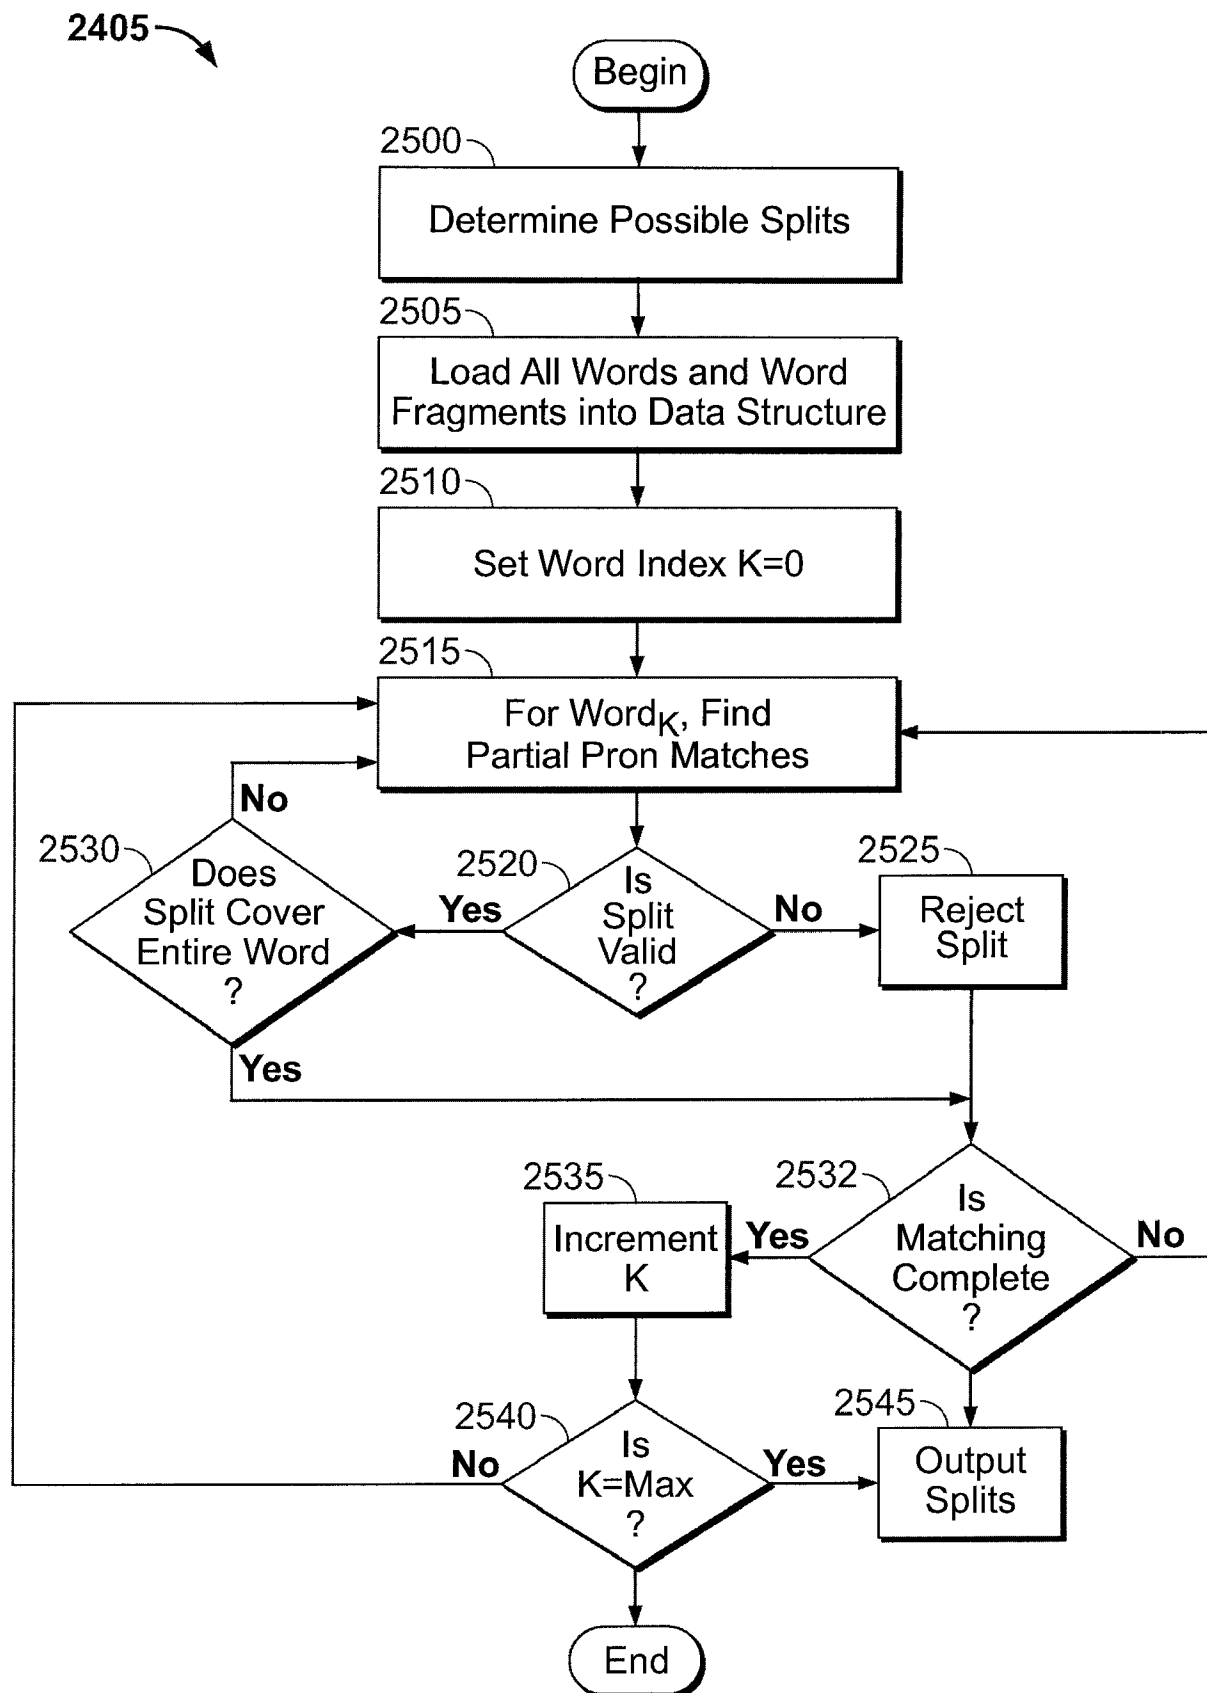 2405
Begin
2500
Determine Possible Splits
2505
Load All Words and Word
Fragments into Data Structure
2510
Set Word Index K=0
2515
For WordK, Find
Partial Pron Matches
No
2530
Does
Split Cover
Entire Word
?
Yes
2520
Is
Split
Valid
?
No
2525
Reject
Split
Yes
2535
Increment
K
Yes
2532
Is
Matching
Complete
?
No
2540
No
Is
K=Max
?
Yes
2545
Output
Splits
End